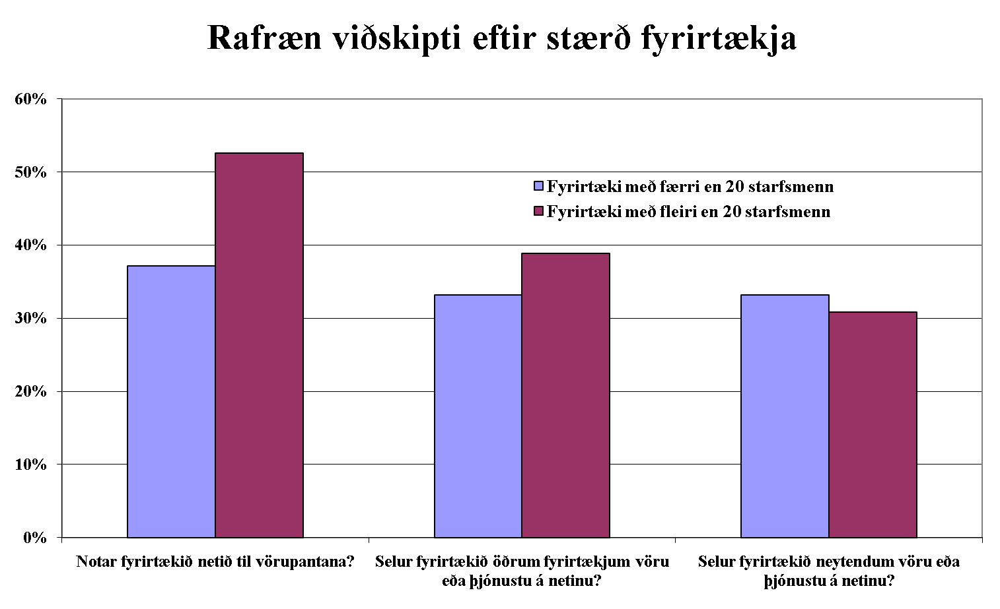 Rafræn viðskipti eftir stærð fyrirtækja
60%
50%
40%
30%
20%
10%
0%
Fyrirtæki með færri en 20 starfsmenn
Fyrirtæki með fleiri en 20 starfsmenn
Notar fyrirtækið netið til vörupantana?
Selur fyrirtækið öðrum fyrirtækjum vöru
eða þjónustu á netinu?
Selur fyrirtækið neytendum vöru eða
þjónustu á netinu?